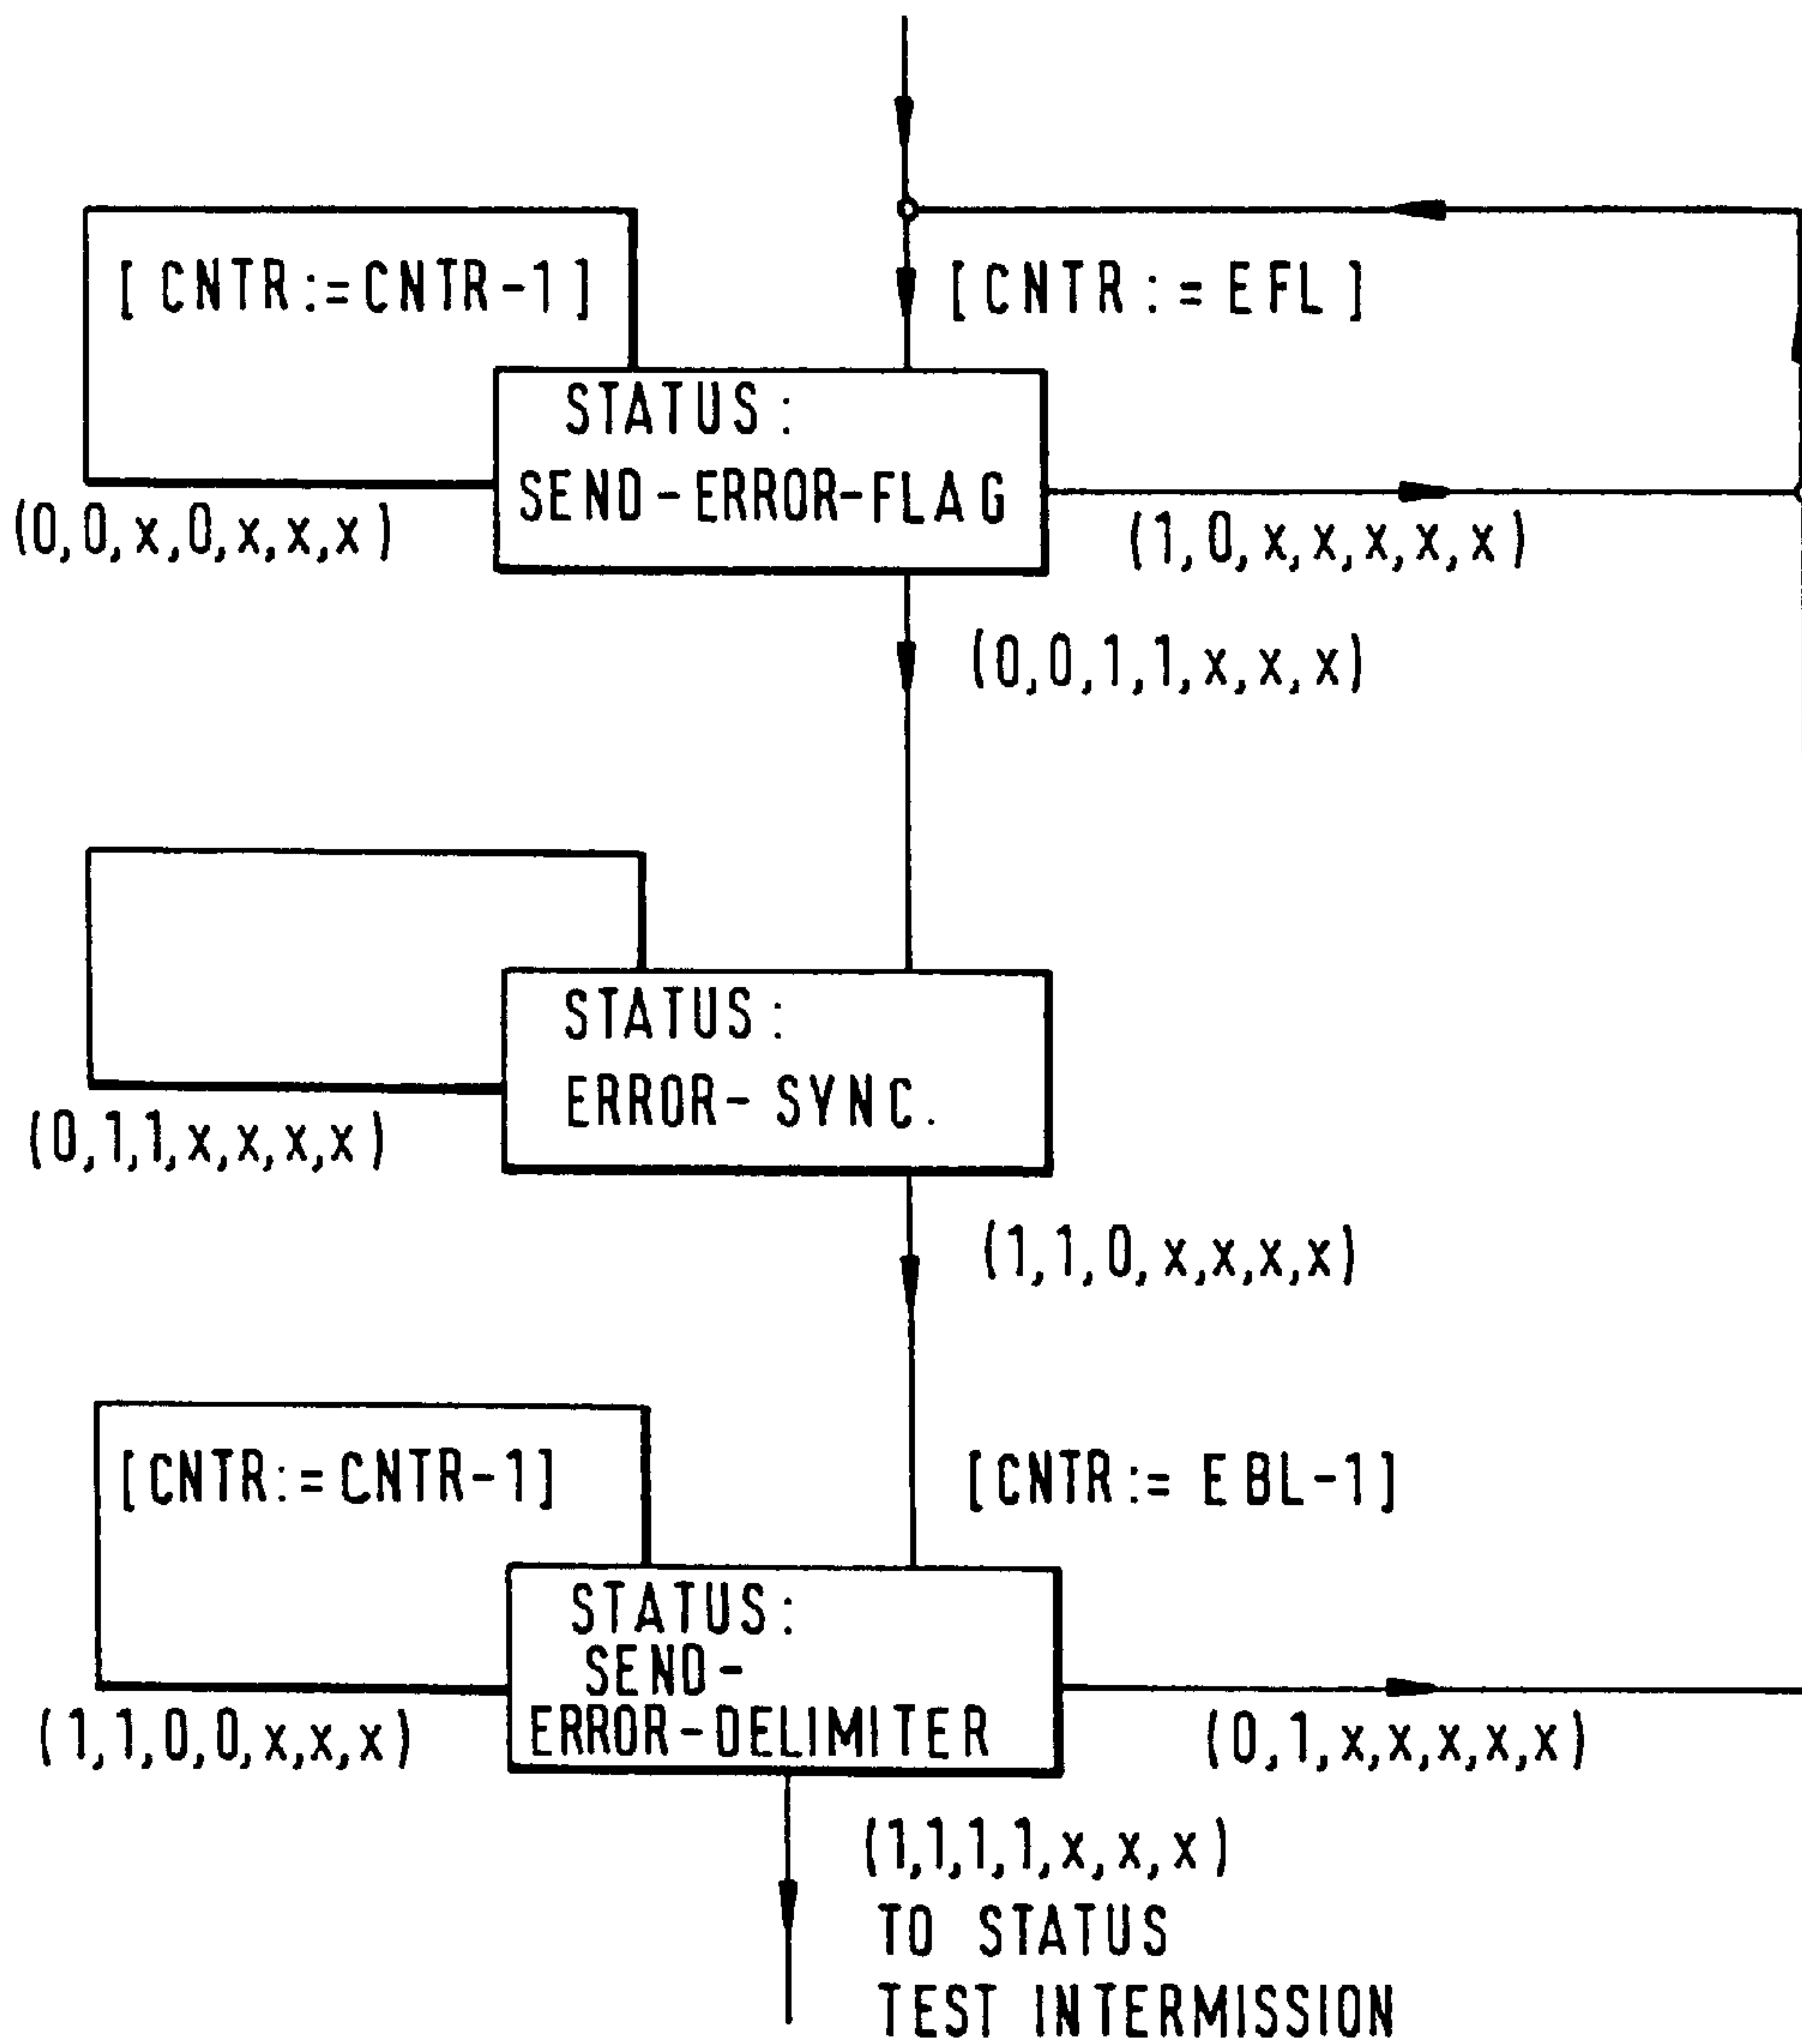 [ CNTR:=CNTR-1 ]
[ CNTR := EFL ]
STATUS:
SEND-ERROR-FLAG
(0,0,x,0,x,x,x)
(1,0,x,x,x,x,x)
(0,0,1,1,x,x,x)
STATUS:
ERROR- SYNC.
(0,1,1,x,x,x,x)
(1,1,0,x,x,x,x)
[CNTR:= CNTR-1]
[CNTR:= EBL-1]
STATUS:
SEND-
ERROR-DELIMITER
(1,1,0,0,x,x,x)
(0,1,x,x,x,x,x)
(1,1,1,1,x,x,x)
TO STATUS
TEST INTERMISSION